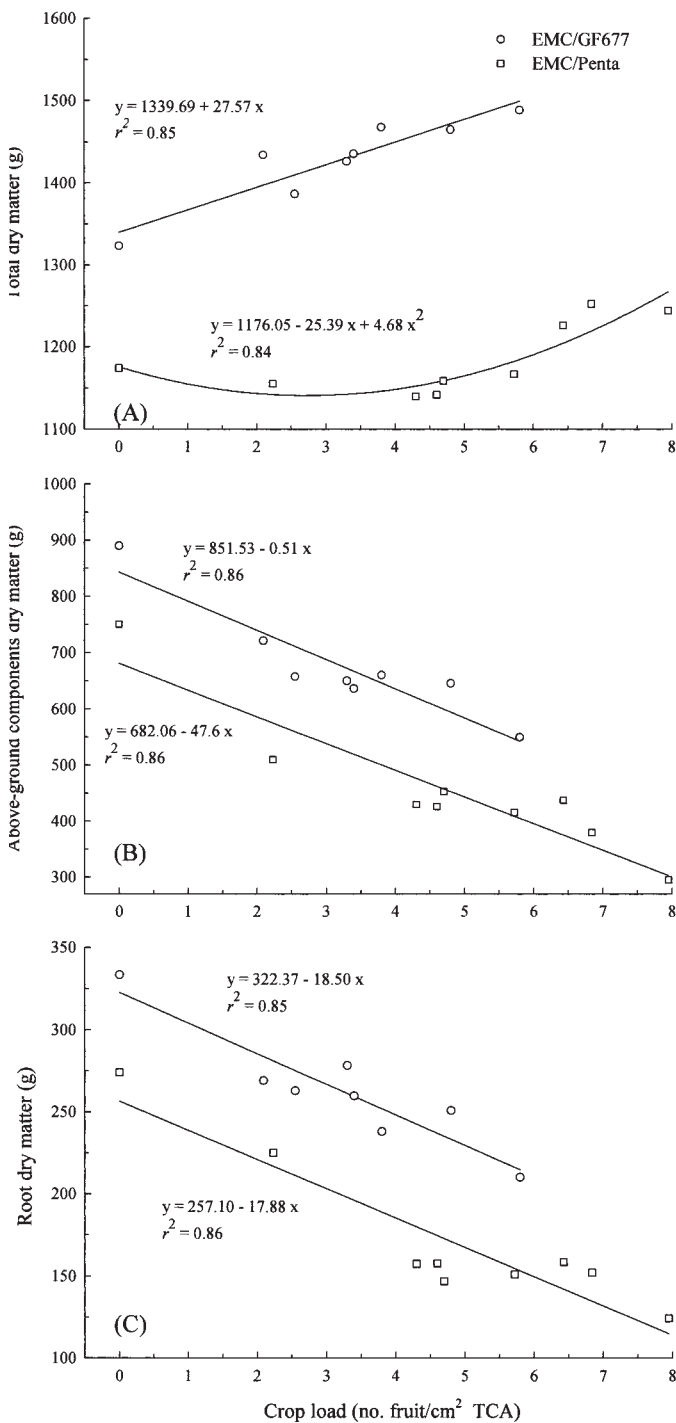 1600
1500
1400
1300
1200
1100
Total dry matter (g)
EMC/GF677
EMC/Penta
y = 1339.69 + 27.57 x
r² = 0.85
y = 1176.05 - 25.39 x + 4.68 x²
r² = 0.84
(A)
0 1 2 3 4 5 6 7 8
900
800
700
600
500
400
300
Above-ground components dry matter (g)
y = 851.53 - 0.51 x
r² = 0.86
y = 682.06 - 47.6 x
r² = 0.86
(B)
0 1 2 3 4 5 6 7 8
350
300
250
200
150
100
Root dry matter (g)
y = 322.37 - 18.50 x
r² = 0.85
y = 257.10 - 17.88 x
r² = 0.86
(C)
0 1 2 3 4 5 6 7 8
Crop load (no. fruit/cm² TCA)